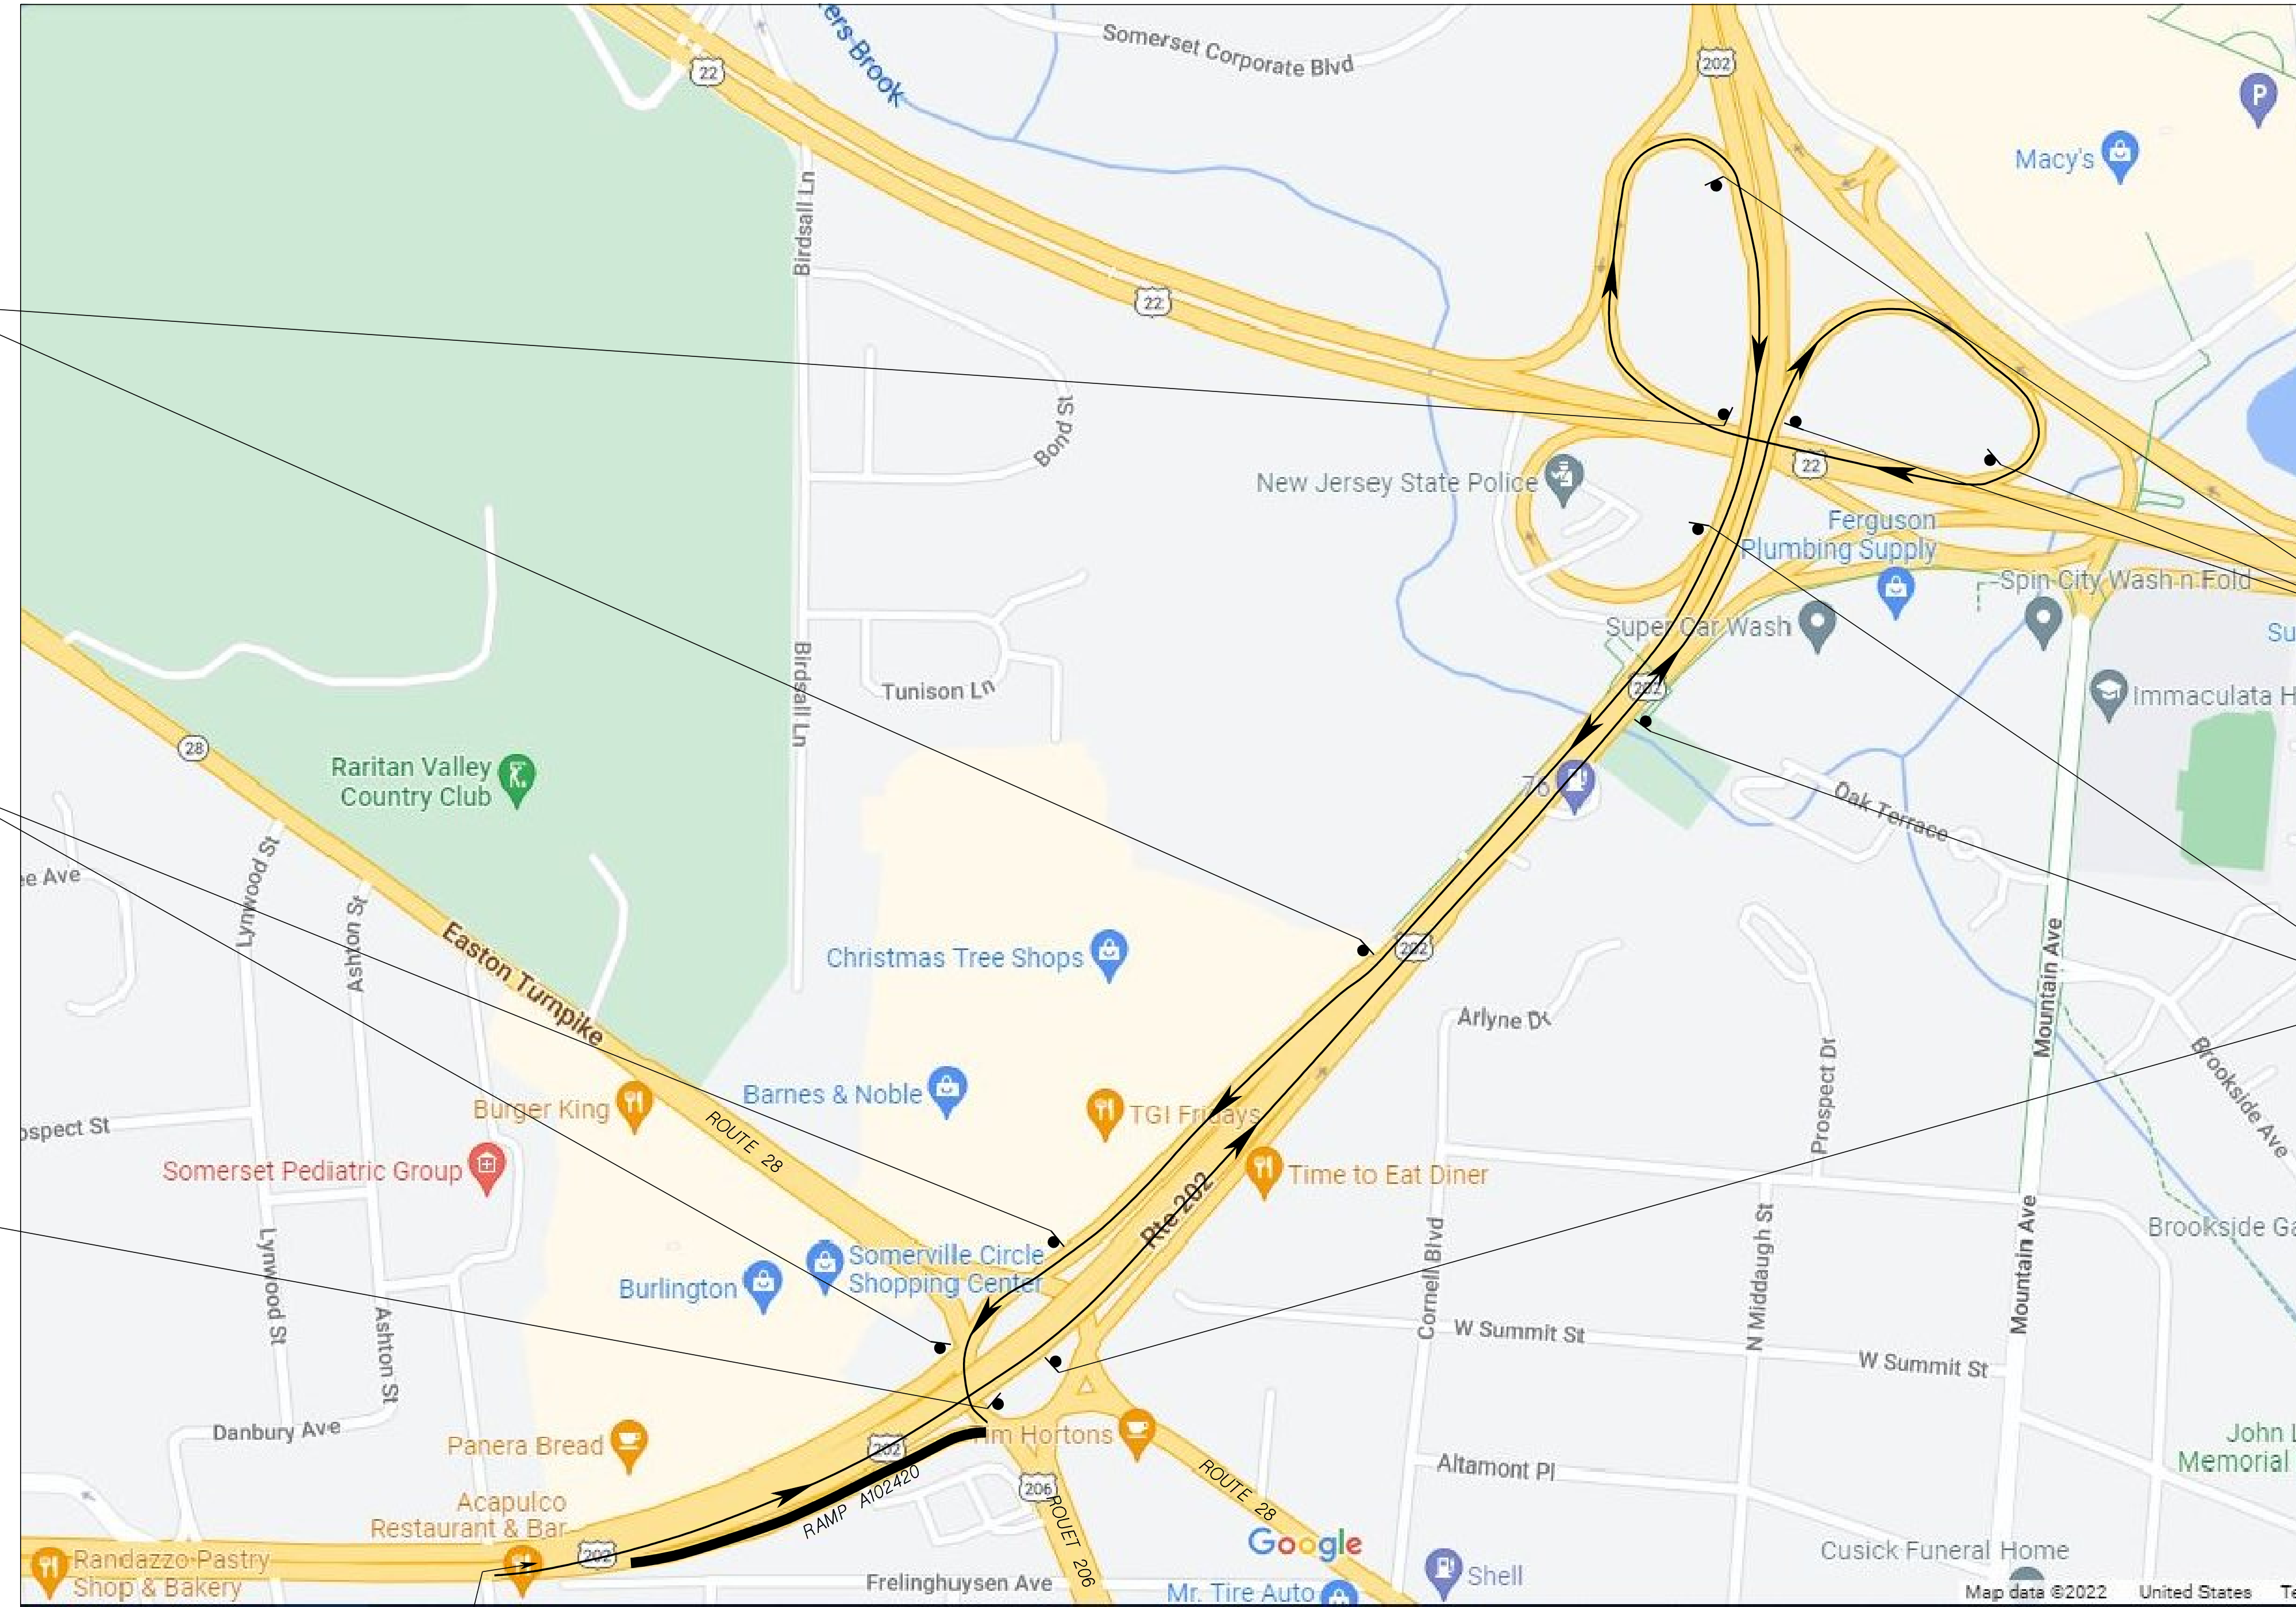 ers Brook
Somerset Corporate Blvd
22
202
P
Macy's
Birdsall Ln
22
Bond St
New Jersey State Police
22
Ferguson
Plumbing Supply
Spin City Wash n Fold
Super Car Wash
Su
202
Tunison Ln
Birdsall Ln
Immaculata H
28
Raritan Valley
Country Club
76
Oak Terrace
ee Ave
Lynwood St
Ashton St
Easton Turnpike
Christmas Tree Shops
202
Arlyne Dr
Mountain Ave
Prospect Dr
Brookside Ave
Barnes & Noble
Burger King
TGI Fridays
ROUTE 28
ospect St
Somerset Pediatric Group
Time to Eat Diner
Rte 202
Lynwood St
Ashton St
Somerville Circle
Shopping Center
Burlington
Cornell Blvd
N Middaugh St
Mountain Ave
Brookside Ga
W Summit St
W Summit St
Danbury Ave
Panera Bread
202
Tim Hortons
RAMP A102420
206
ROUET 206
ROUTE 28
Altamont Pl
John L
Memorial
Acapulco
Restaurant & Bar
202
Randazzo Pastry
Shop & Bakery
Frelinghuysen Ave
Google
Mr. Tire Auto
Shell
Cusick Funeral Home
Map data ©2022 United States Te